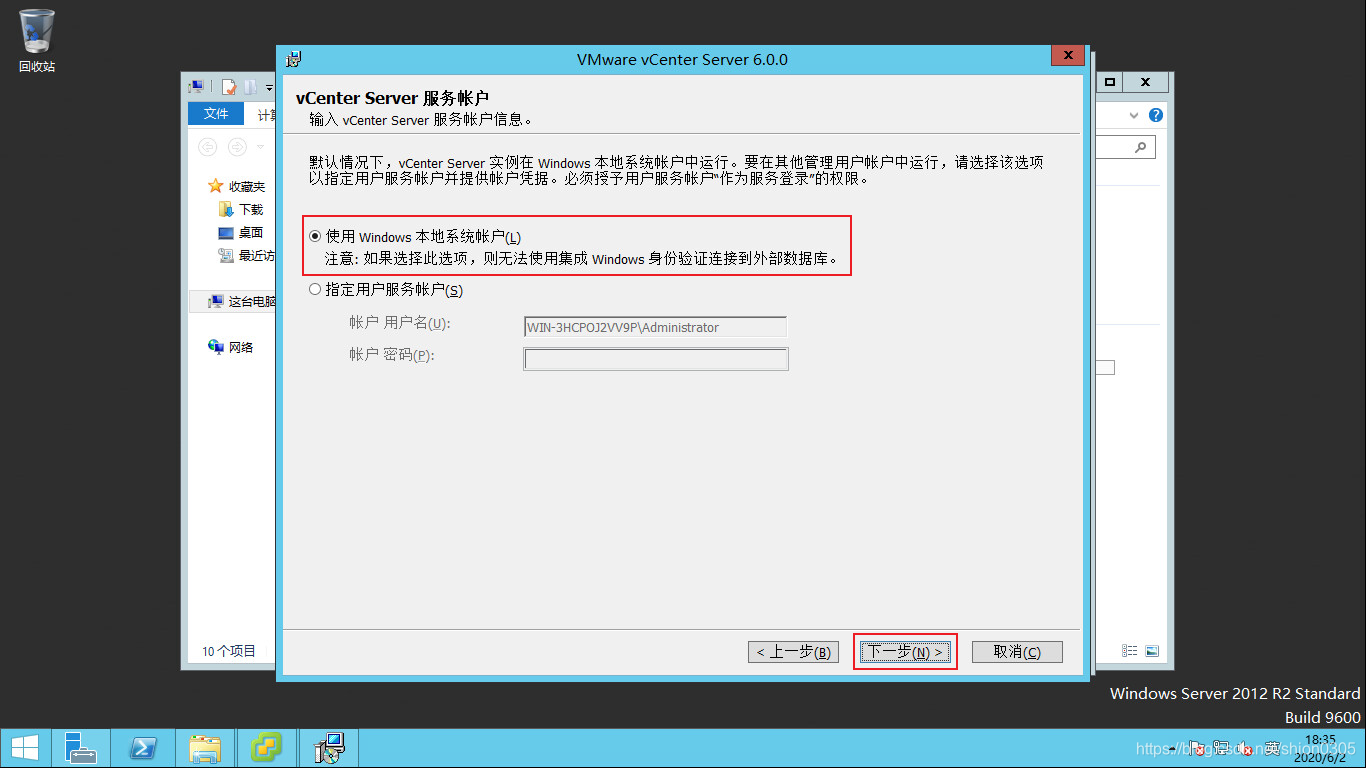 回收站
VMware vCenter Server 6.0.0
x
x
文件
计算
vCenter Server 服务帐户
输入 vCenter Server 服务帐户信息。
默认情况下，vCenter Server 实例在 Windows 本地系统帐户中运行。要在其他管理用户帐户中运行，请选择该选项
以指定用户服务帐户并提供帐户凭据。必须授予用户服务帐户“作为服务登录”的权限。
收藏夹
下载
桌面
最近访
使用 Windows 本地系统帐户(L)
注意: 如果选择此选项，则无法使用集成 Windows 身份验证连接到外部数据库。
指定用户服务帐户(S)
这台电脑
帐户 用户名(U):
WIN-3HCPOJ2VV9P\Administrator
网络
帐户 密码(P):
10 个项目
< 上一步(B)
下一步(N) >
取消(C)
Windows Server 2012 R2 Standard
Build 9600
英
18:35
https://blog.csdn.net/shion0305
2020/6/2